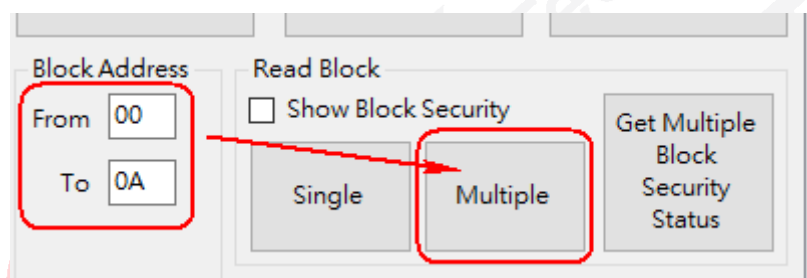 Block Address
From 00
To 0A
Read Block
Show Block Security
Single
Multiple
Get Multiple
Block
Security
Status